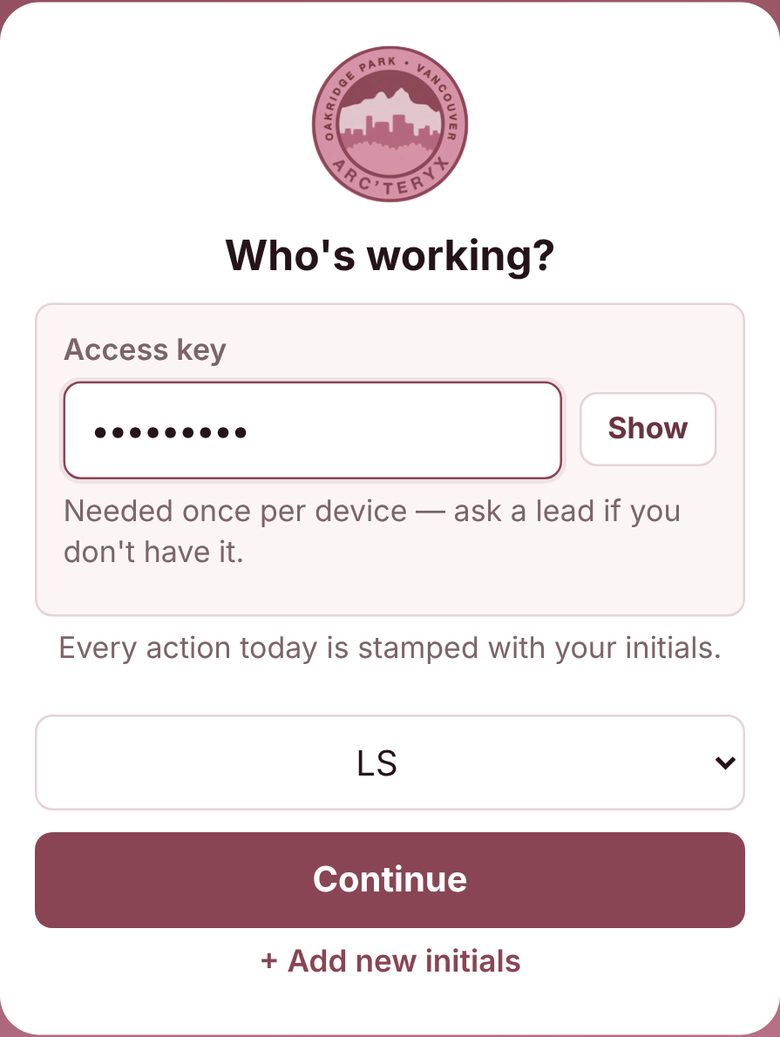 OAKRIDGE PARK • VANCOUVER
ARC'TERYX
Who's working?
Access key
•••••••••
Show
Needed once per device — ask a lead if you
don't have it.
Every action today is stamped with your initials.
LS
Continue
+ Add new initials